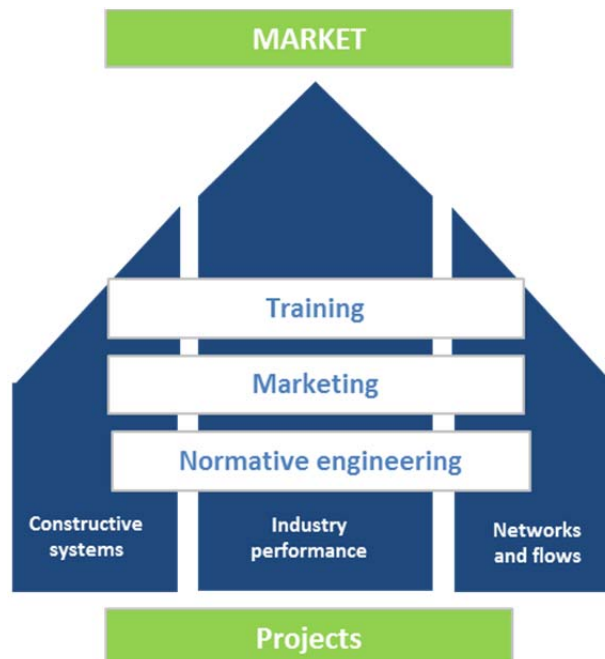 MARKET
Training
Marketing
Normative engineering
Constructive
systems
Industry
performance
Networks
and flows
Projects